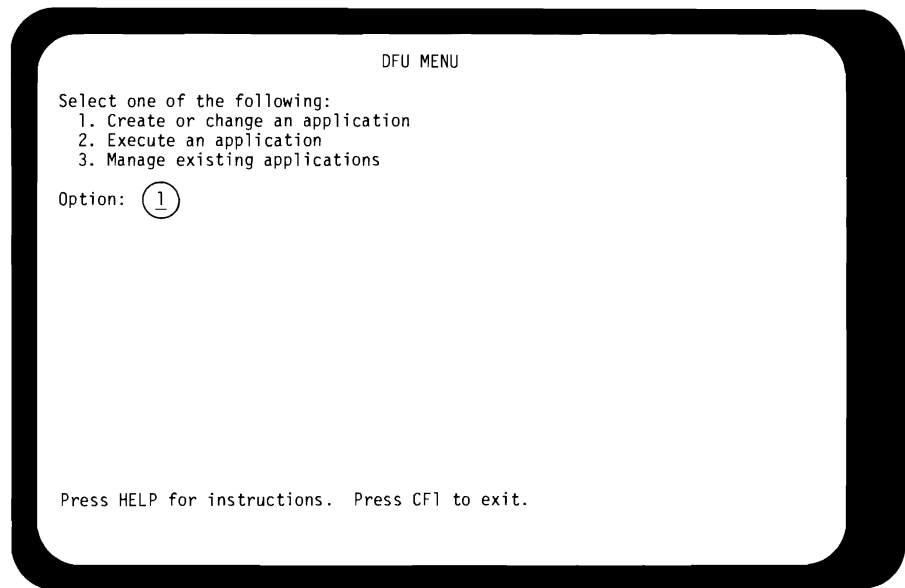 DFU MENU
Select one of the following:
1. Create or change an application
2. Execute an application
3. Manage existing applications
Option: 1
Press HELP for instructions. Press CF1 to exit.